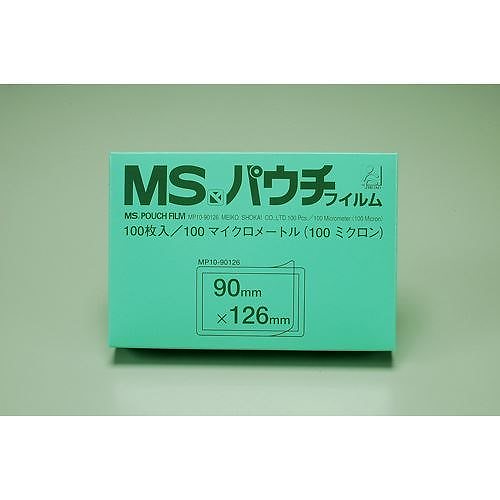 MS パウチフイルム
MS. POUCH FILM MP10-90126 MEIKO SHOKAI CO.,LTD.100 Pcs./100 Micrometer (100 Micron)
100枚入/100 マイクロメートル(100 ミクロン)
MP10-90126
90mm
×126mm